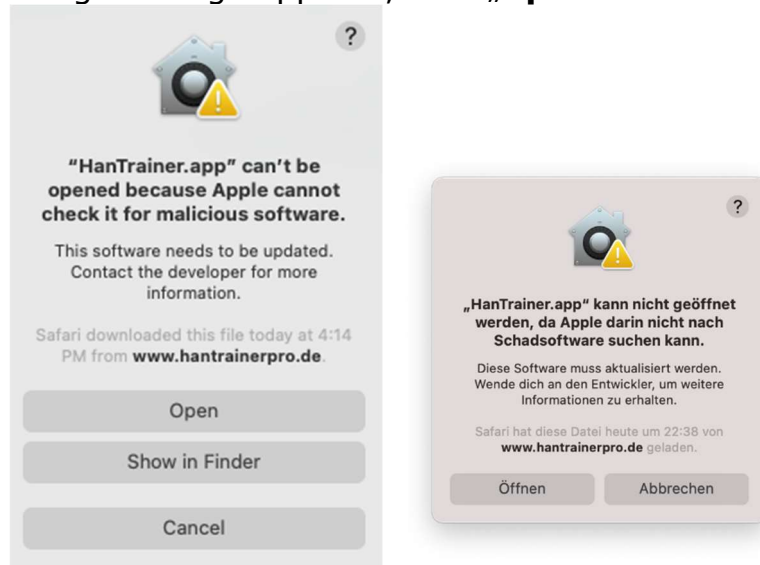 ?
“HanTrainer.app” can’t be
opened because Apple cannot
check it for malicious software.
This software needs to be updated.
Contact the developer for more
information.
Safari downloaded this file today at 4:14
PM from www.hantrainerpro.de.
Open
Show in Finder
Cancel
?
„HanTrainer.app“ kann nicht geöffnet
werden, da Apple darin nicht nach
Schadsoftware suchen kann.
Diese Software muss aktualisiert werden.
Wende dich an den Entwickler, um weitere
Informationen zu erhalten.
Safari hat diese Datei heute um 22:38 von
www.hantrainerpro.de geladen.
Öffnen
Abbrechen